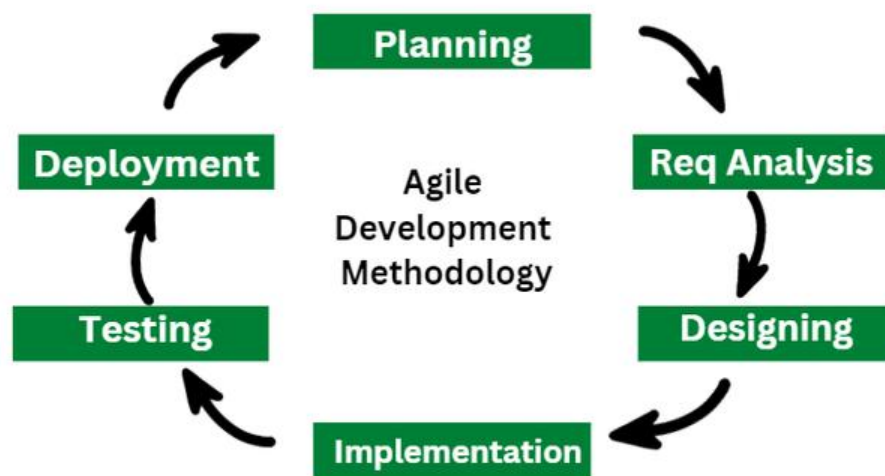 Planning
Deployment
Req Analysis
Agile
Development
Methodology
Testing
Designing
Implementation